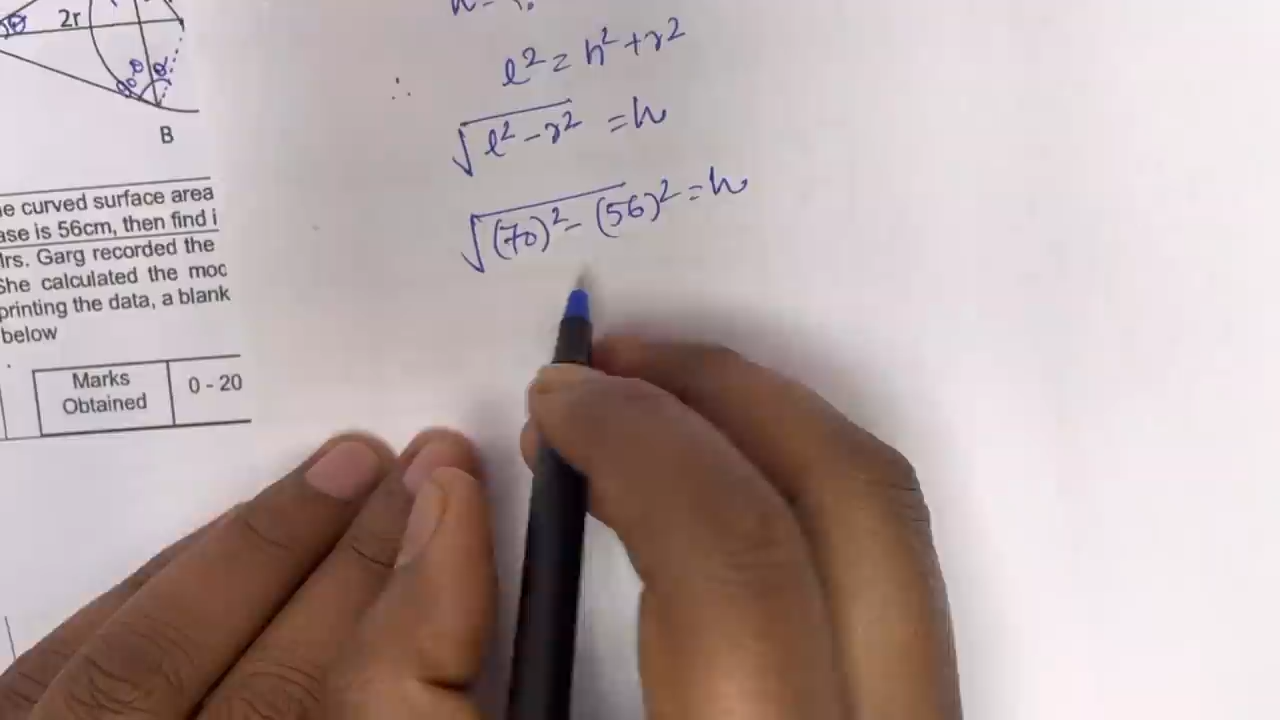 2r
B
l² = h² + r²
∴
√l² - r² = h
√(70)² - (56)² = h
e curved surface area
ase is 56cm, then find i
Mrs. Garg recorded the
She calculated the moc
printing the data, a blank
below
Marks Obtained
0 - 20